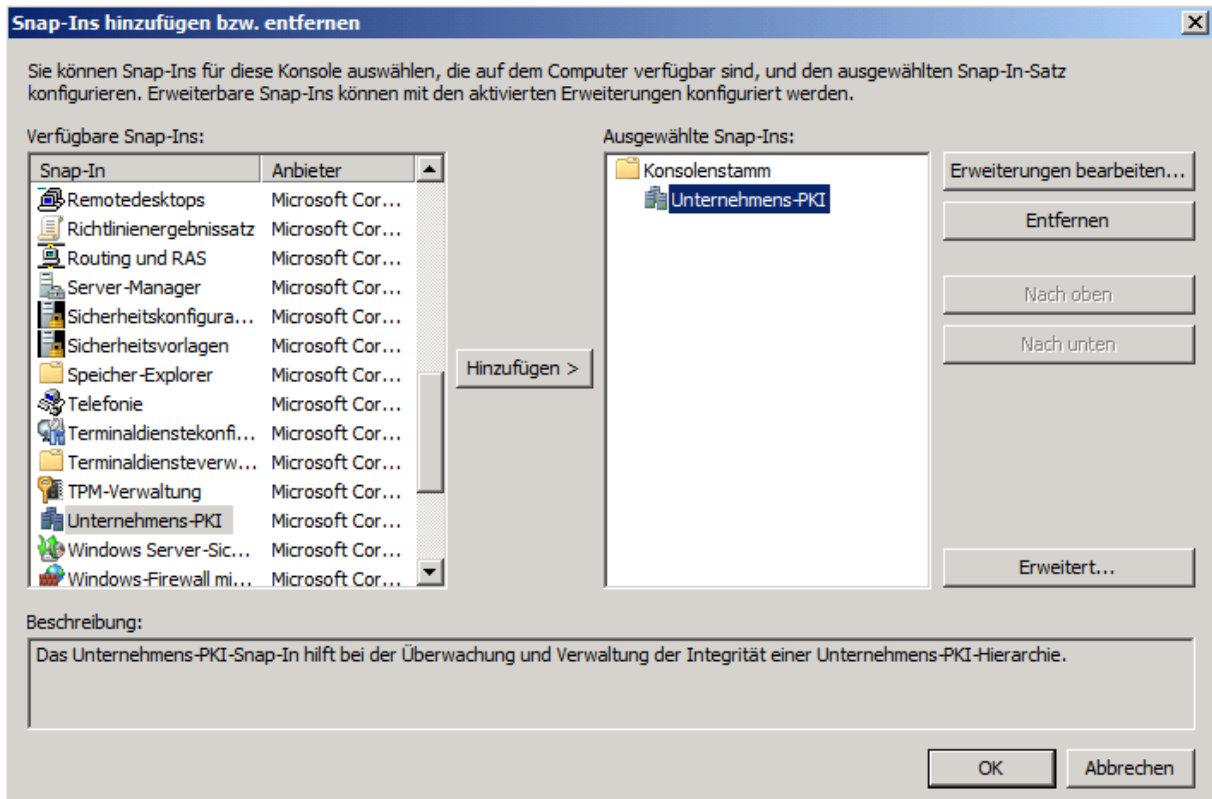 Snap-Ins hinzufügen bzw. entfernen
Sie können Snap-Ins für diese Konsole auswählen, die auf dem Computer verfügbar sind, und den ausgewählten Snap-In-Satz
konfigurieren. Erweiterbare Snap-Ins können mit den aktivierten Erweiterungen konfiguriert werden.
Verfügbare Snap-Ins:
Snap-In Anbieter
Remotedesktops Microsoft Cor...
Richtlinienergebnissatz Microsoft Cor...
Routing und RAS Microsoft Cor...
Server-Manager Microsoft Cor...
Sicherheitskonfigura... Microsoft Cor...
Sicherheitsvorlagen Microsoft Cor...
Speicher-Explorer Microsoft Cor...
Telefonie Microsoft Cor...
Terminaldienstekonfi... Microsoft Cor...
Terminaldiensteverw... Microsoft Cor...
TPM-Verwaltung Microsoft Cor...
Unternehmens-PKI Microsoft Cor...
Windows Server-Sic... Microsoft Cor...
Windows-Firewall mi... Microsoft Cor...
Hinzufügen >
Ausgewählte Snap-Ins:
Konsolenstamm
Unternehmens-PKI
Erweiterungen bearbeiten...
Entfernen
Nach oben
Nach unten
Erweitert...
Beschreibung:
Das Unternehmens-PKI-Snap-In hilft bei der Überwachung und Verwaltung der Integrität einer Unternehmens-PKI-Hierarchie.
OK
Abbrechen